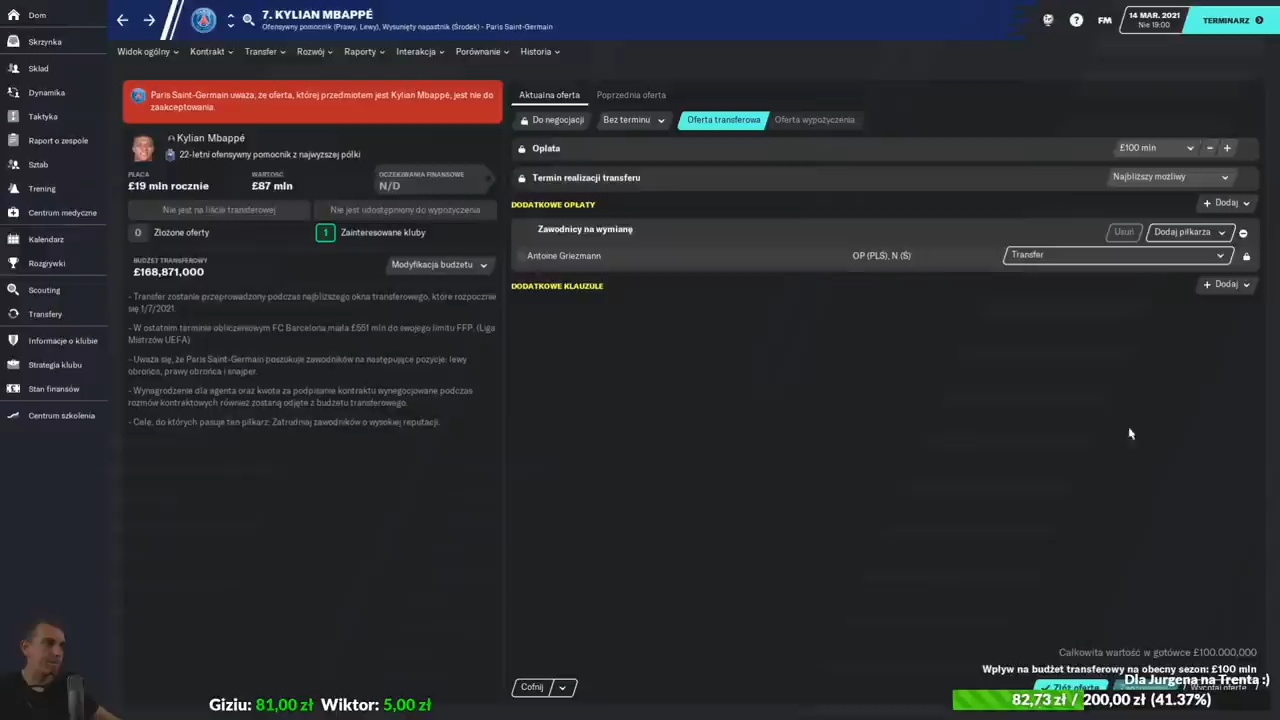 Dom
Skrzynka
Skład
Dynamika
Taktyka
Raport o zespole
Sztab
Trening
Centrum medyczne
Kalendarz
Rozgrywki
Scouting
Transfery
Informacje o klubie
Strategia klubu
Stan finansów
Centrum szkolenia
7. KYLIAN MBAPPÉ
Ofensywny pomocnik (Prawy, Lewy), Wysunięty napastnik (Środek) - Paris Saint-Germain
FM
14 MAR. 2021
Nie 19:00
TERMINARZ
Widok ogólny
Kontrakt
Transfer
Rozwój
Raporty
Interakcja
Porównanie
Historia
Paris Saint-Germain uważa, że oferta, której przedmiotem jest Kylian Mbappé, jest nie do
zaakceptowania.
Kylian Mbappé
22-letni ofensywny pomocnik z najwyższej półki
PŁACA
£19 mln rocznie
WARTOŚĆ
£87 mln
OCZEKIWANIA FINANSOWE
N/D
Nie jest na liście transferowej
Nie jest udostępniony do wypożyczenia
0 Złożone oferty
1 Zainteresowane kluby
BUDŻET TRANSFEROWY
£168,871,000
Modyfikacja budżetu
- Transfer zostanie przeprowadzony podczas najbliższego okna transferowego, które rozpocznie
się 1/7/2021.
- W ostatnim terminie obliczeniowym FC Barcelona miała £551 mln do swojego limitu FFP. (Liga
Mistrzów UEFA)
- Uważa się, że Paris Saint-Germain poszukuje zawodników na następujące pozycje: lewy
obrońca, prawy obrońca i snajper.
- Wynagrodzenie dla agenta oraz kwota za podpisanie kontraktu wynegocjowane podczas
rozmów kontraktowych również zostaną odjęte z budżetu transferowego.
- Cele, do których pasuje ten piłkarz: Zatrudniaj zawodników o wysokiej reputacji.
Aktualna oferta
Poprzednia oferta
Do negocjacji
Bez terminu
Oferta transferowa
Oferta wypożyczenia
Opłata
£100 mln
Termin realizacji transferu
Najbliższy możliwy
DODATKOWE OPŁATY
Dodaj
Zawodnicy na wymianę
Usuń
Dodaj piłkarza
Antoine Griezmann
OP (PLŚ), N (Ś)
Transfer
DODATKOWE KLAUZULE
Dodaj
Całkowita wartość w gotówce £100,000,000
Wpływ na budżet transferowy na obecny sezon: £100 mln
Cofnij
Złóż ofertę
Wycofaj ofertę
Dla Jurgena na Trenta :)
82,73 zł / 200,00 zł (41.37%)
Giziu: 81,00 zł Wiktor: 5,00 zł